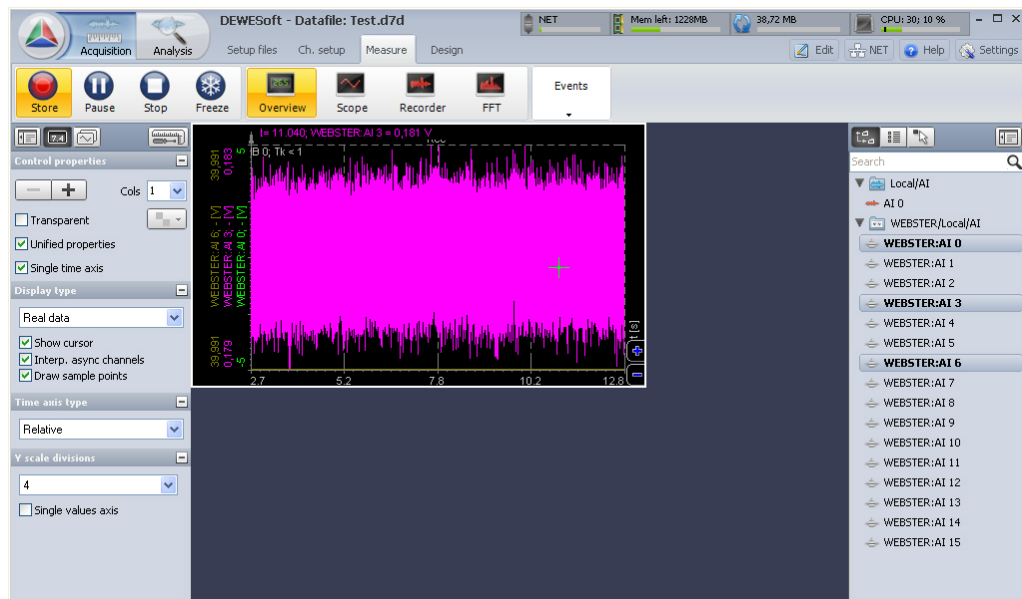 DEWESoft - Datafile: Test.d7d
NET
Mem left: 1228MB
38,72 MB
CPU: 30; 10 %
Acquisition
Analysis
Setup files
Ch. setup
Measure
Design
Edit
NET
Help
Settings
Store
Pause
Stop
Freeze
Overview
Scope
Recorder
FFT
Events
Control properties
Cols
1
Transparent
Unified properties
Single time axis
Display type
Real data
Show cursor
Interp. async channels
Draw sample points
Time axis type
Relative
Y scale divisions
4
Single values axis
t= 11.040; WEBSTER:AI 3 = 0,181 V
B 0; Tk < 1
39,991
0,183
5
WEBSTER:AI 6; - [V]
WEBSTER:AI 3; - [V]
WEBSTER:AI 0; - [V]
39,991
0,179
-5
2.7
5.2
7.8
10.2
12.8
t [s]
Search
Local/AI
AI 0
WEBSTER/Local/AI
WEBSTER:AI 0
WEBSTER:AI 1
WEBSTER:AI 2
WEBSTER:AI 3
WEBSTER:AI 4
WEBSTER:AI 5
WEBSTER:AI 6
WEBSTER:AI 7
WEBSTER:AI 8
WEBSTER:AI 9
WEBSTER:AI 10
WEBSTER:AI 11
WEBSTER:AI 12
WEBSTER:AI 13
WEBSTER:AI 14
WEBSTER:AI 15